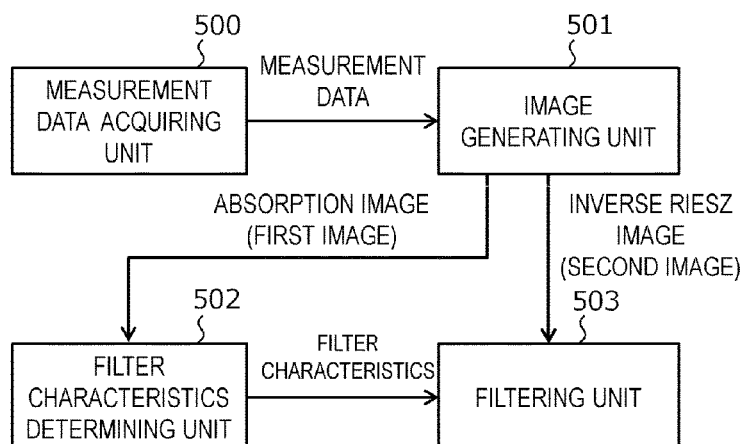 500
MEASUREMENT
DATA ACQUIRING
UNIT
MEASUREMENT
DATA
501
IMAGE
GENERATING UNIT
ABSORPTION IMAGE
(FIRST IMAGE)
INVERSE RIESZ
IMAGE
(SECOND IMAGE)
502
FILTER
CHARACTERISTICS
DETERMINING UNIT
FILTER
CHARACTERISTICS
503
FILTERING UNIT